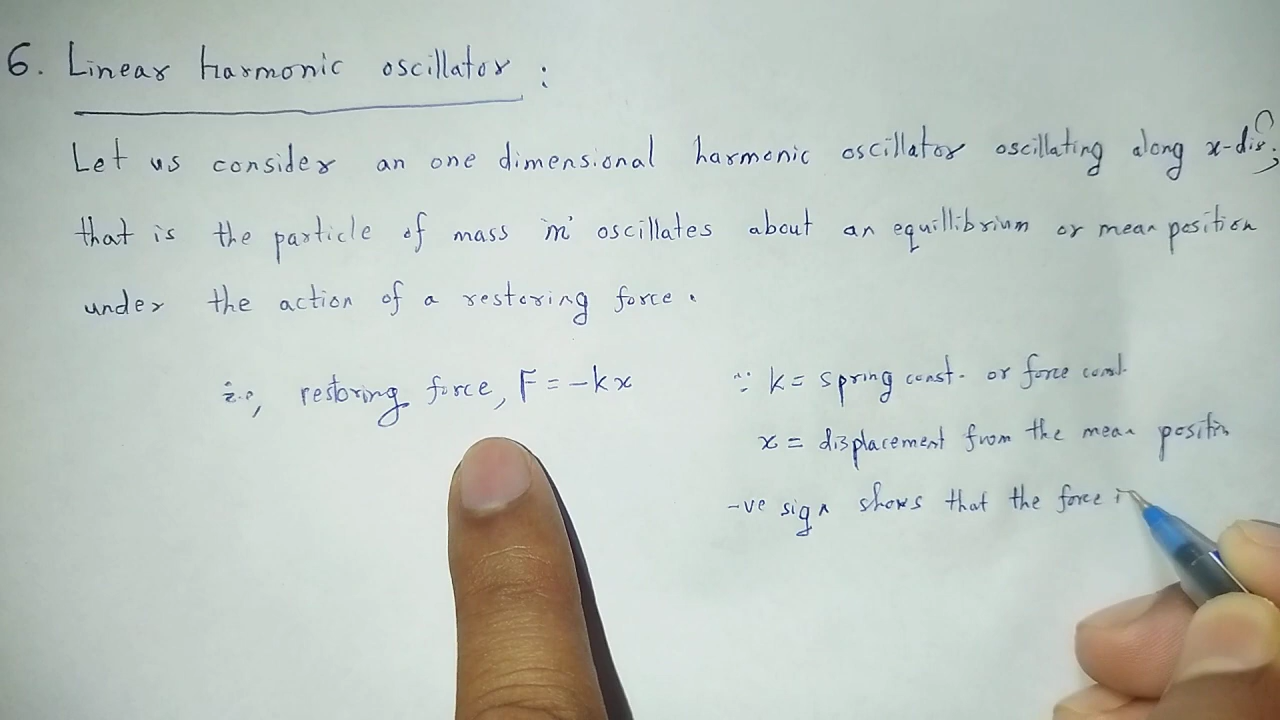 6. Linear harmonic oscillator :
Let us consider an one dimensional harmonic oscillator oscillating along x-dir.
that is the particle of mass 'm' oscillates about an equillibrium or mean position
under the action of a restoring force.
i.e, restoring force, F = -kx
∵ k = spring const. or force const.
x = displacement from the mean position
-ve sign shows that the force i